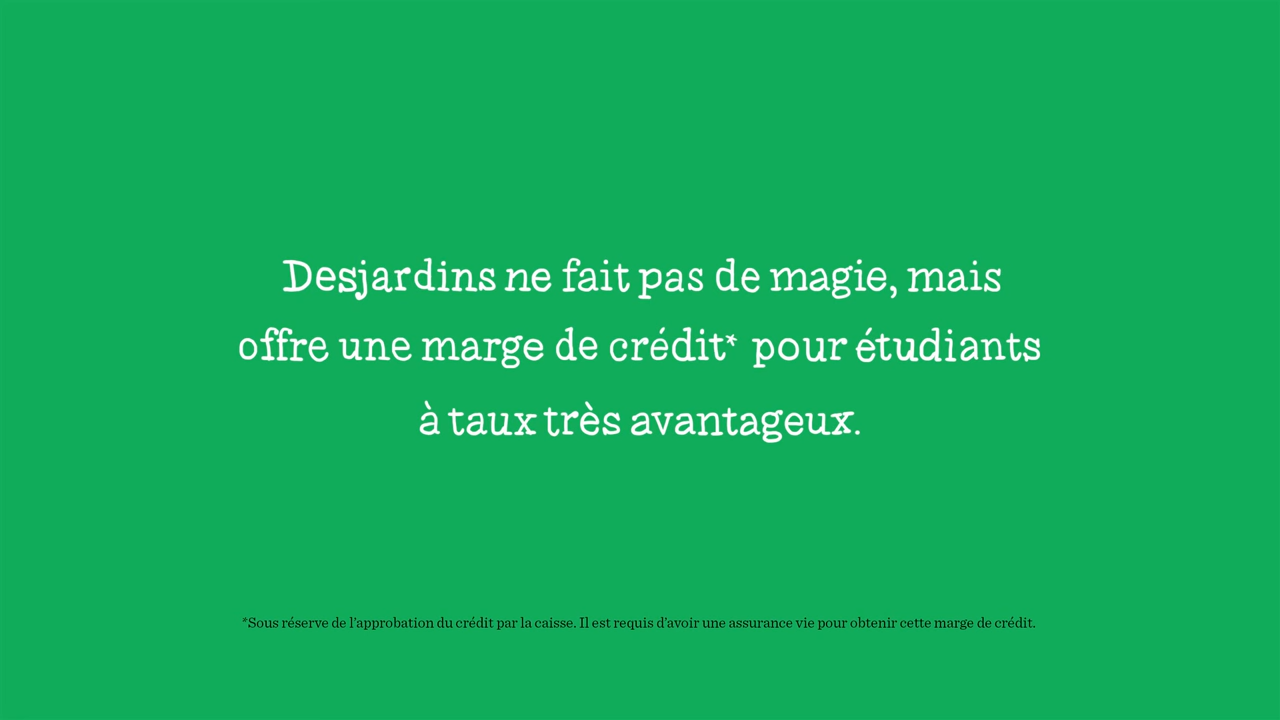 Desjardins ne fait pas de magie, mais
offre une marge de crédit* pour étudiants
à taux très avantageux.
*Sous réserve de l'approbation du crédit par la caisse. Il est requis d'avoir une assurance vie pour obtenir cette marge de crédit.